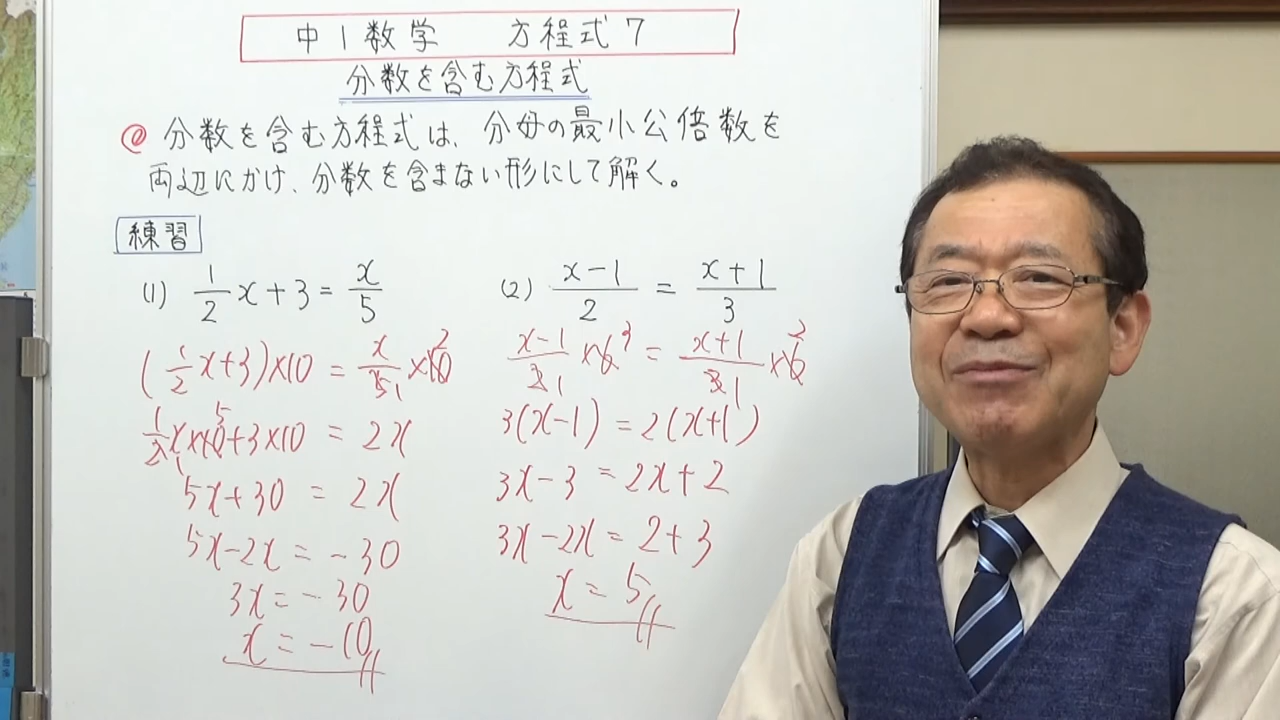 中1数学 方程式7
分数を含む方程式
@ 分数を含む方程式は、分母の最小公倍数を
両辺にかけ、分数を含まない形にして解く。
練習
(1) 1/2 x + 3 = x/5
(1/2 x + 3) × 10 = x/5 × 10
1/2 x × 10 + 3 × 10 = 2x
5x + 30 = 2x
5x - 2x = -30
3x = -30
x = -10
(2) (x-1)/2 = (x+1)/3
(x-1)/2 × 6 = (x+1)/3 × 6
3(x-1) = 2(x+1)
3x - 3 = 2x + 2
3x - 2x = 2 + 3
x = 5